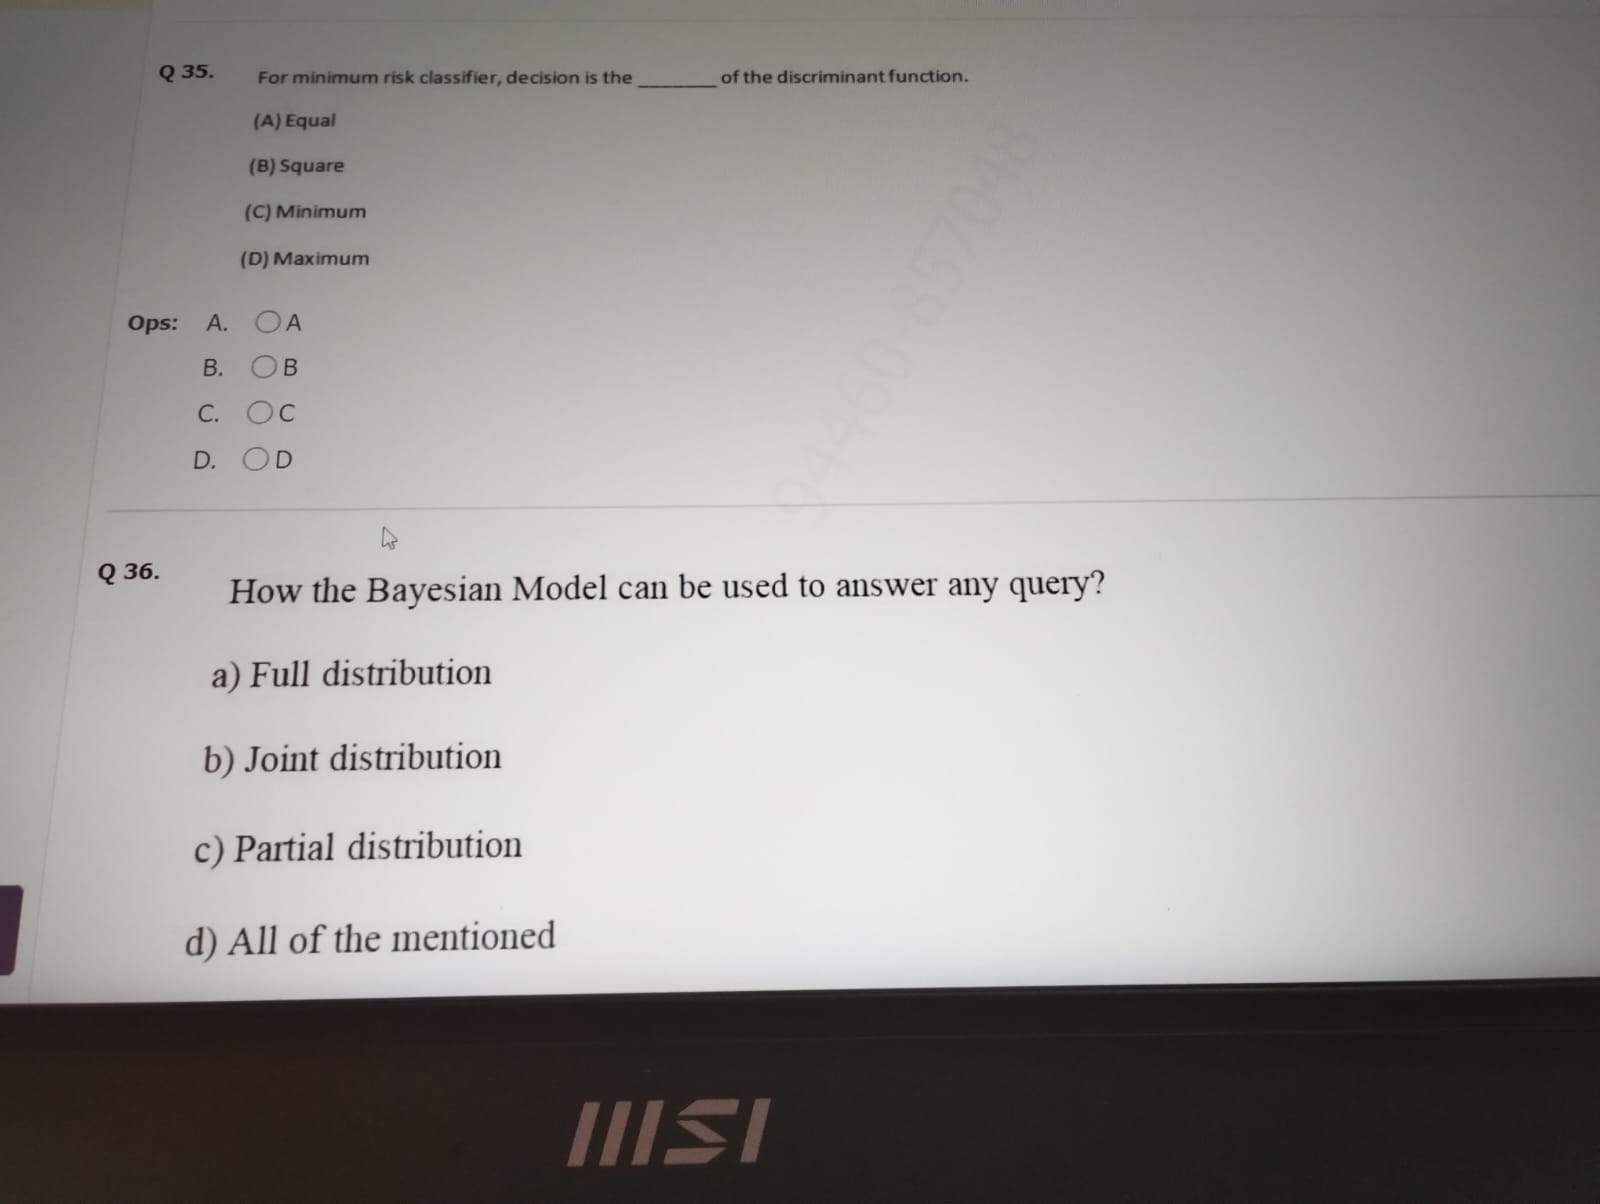 Q 35. For minimum risk classifier, decision is the ________ of the discriminant function.
(A) Equal
(B) Square
(C) Minimum
(D) Maximum
Ops: A. A
B. B
C. C
D. D
94460-857048
Q 36. How the Bayesian Model can be used to answer any query?
a) Full distribution
b) Joint distribution
c) Partial distribution
d) All of the mentioned
msi